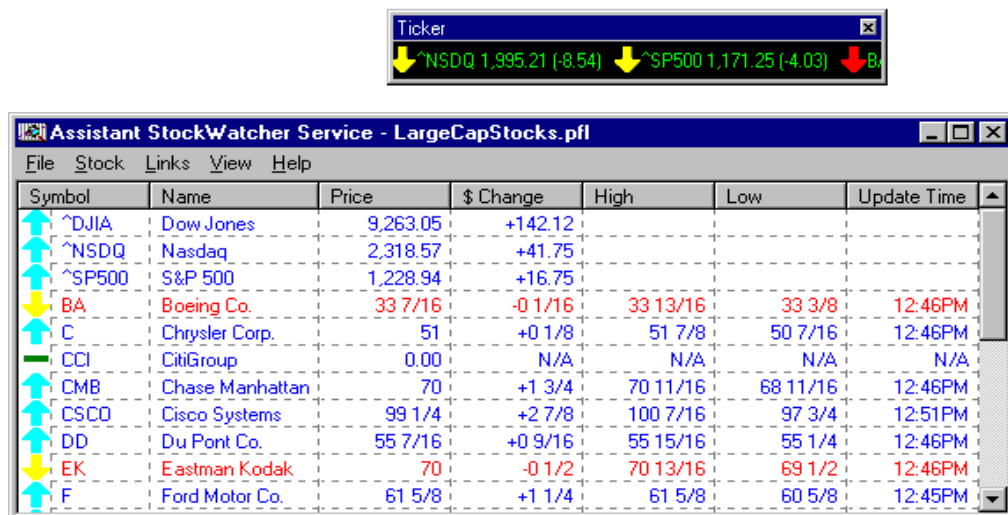 Ticker
^NSDQ 1,995.21 (-8.54) ^SP500 1,171.25 (-4.03) BA
Assistant StockWatcher Service - LargeCapStocks.pfl
File Stock Links View Help
Symbol Name Price $ Change High Low Update Time
^DJIA Dow Jones 9,263.05 +142.12
^NSDQ Nasdaq 2,318.57 +41.75
^SP500 S&P 500 1,228.94 +16.75
BA Boeing Co. 33 7/16 -0 1/16 33 13/16 33 3/8 12:46PM
C Chrysler Corp. 51 +0 1/8 51 7/8 50 7/16 12:46PM
CCI CitiGroup 0.00 N/A N/A N/A N/A
CMB Chase Manhattan 70 +1 3/4 70 11/16 68 11/16 12:46PM
CSCO Cisco Systems 99 1/4 +2 7/8 100 7/16 97 3/4 12:51PM
DD Du Pont Co. 55 7/16 +0 9/16 55 15/16 55 1/4 12:46PM
EK Eastman Kodak 70 -0 1/2 70 13/16 69 1/2 12:46PM
F Ford Motor Co. 61 5/8 +1 1/4 61 5/8 60 5/8 12:45PM